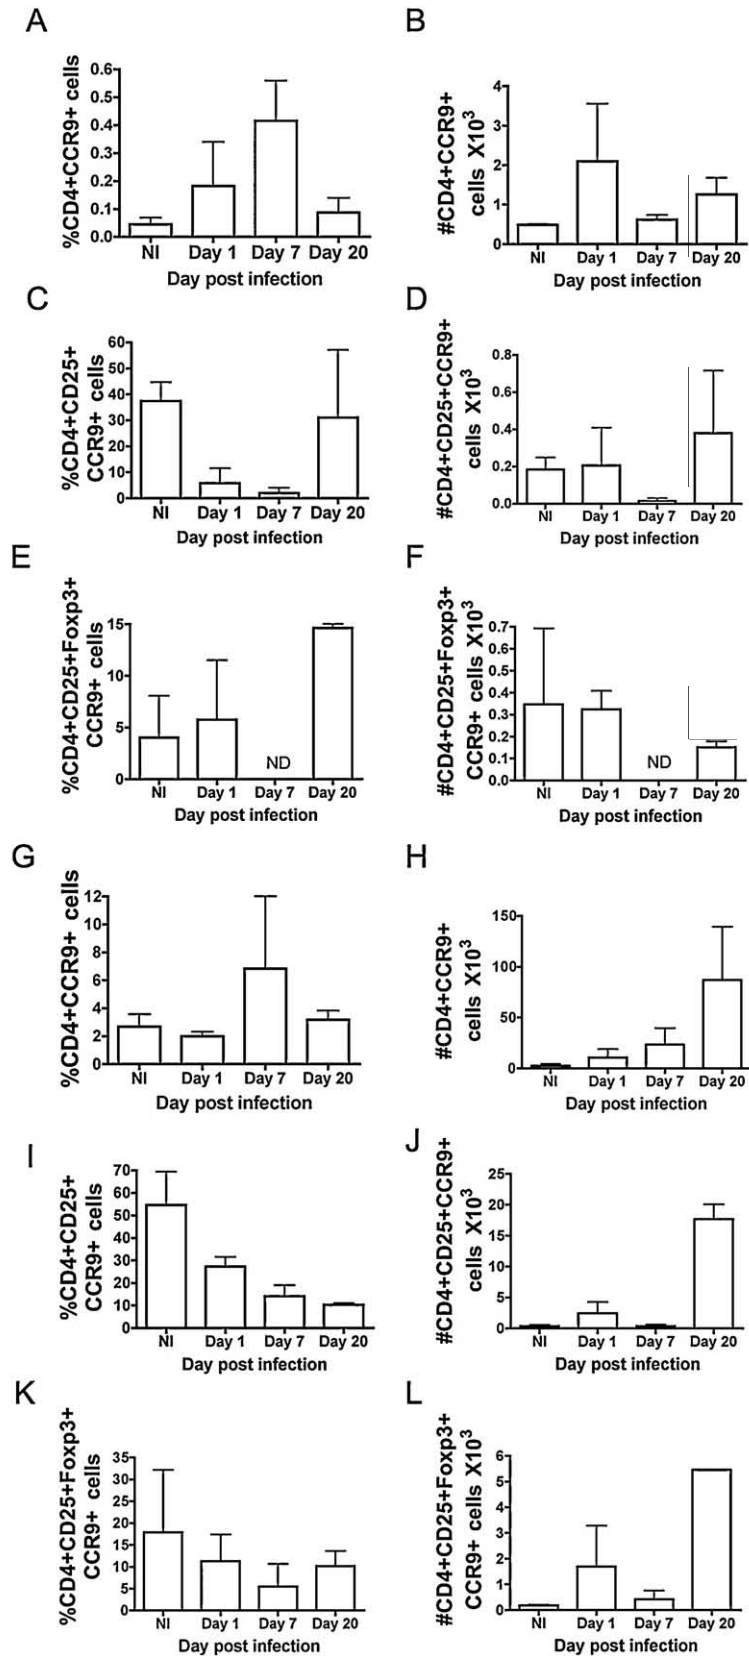 A
%CD4+CCR9+ cells
0.6
0.5
0.4
0.3
0.2
0.1
0.0
NI Day 1 Day 7 Day 20
Day post infection
B
#CD4+CCR9+
cells X10³
4
3
2
1
0
NI Day 1 Day 7 Day 20
Day post infection
C
%CD4+CD25+
CCR9+ cells
60
50
40
30
20
10
0
NI Day 1 Day 7 Day 20
Day post infection
D
#CD4+CD25+CCR9+
cells X10³
0.8
0.6
0.4
0.2
0.0
NI Day 1 Day 7 Day 20
Day post infection
E
%CD4+CD25+Foxp3+
CCR9+ cells
15
10
5
0
ND
NI Day 1 Day 7 Day 20
Day post infection
F
#CD4+CD25+Foxp3+
CCR9+ cells X10³
0.7
0.6
0.5
0.4
0.3
0.2
0.1
0.0
ND
NI Day 1 Day 7 Day 20
Day post infection
G
%CD4+CCR9+ cells
12
10
8
6
4
2
0
NI Day 1 Day 7 Day 20
Day post infection
H
#CD4+CCR9+
cells X10³
150
100
50
0
NI Day 1 Day 7 Day 20
Day post infection
I
%CD4+CD25+
CCR9+ cells
70
60
50
40
30
20
10
0
NI Day 1 Day 7 Day 20
Day post infection
J
#CD4+CD25+CCR9+
cells X10³
25
20
15
10
5
0
NI Day 1 Day 7 Day 20
Day post infection
K
%CD4+CD25+Foxp3+
CCR9+ cells
35
30
25
20
15
10
5
0
NI Day 1 Day 7 Day 20
Day post infection
L
#CD4+CD25+Foxp3+
CCR9+ cells X10³
6
5
4
3
2
1
0
NI Day 1 Day 7 Day 20
Day post infection